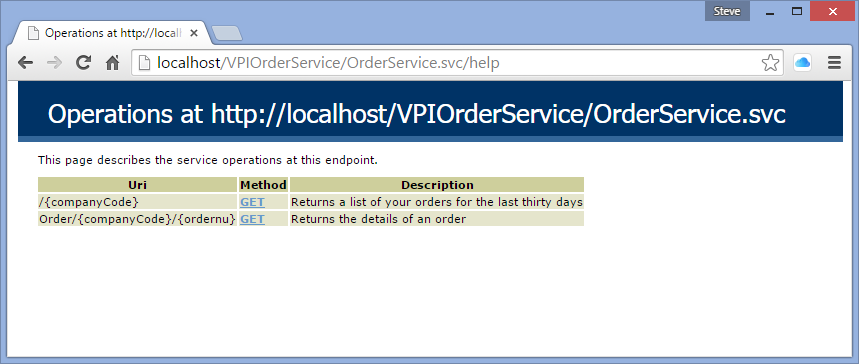 Steve
Operations at http://local
localhost/VPIOrderService/OrderService.svc/help
Operations at http://localhost/VPIOrderService/OrderService.svc
This page describes the service operations at this endpoint.
Uri Method Description
/{companyCode} GET Returns a list of your orders for the last thirty days
Order/{companyCode}/{ordernu} GET Returns the details of an order